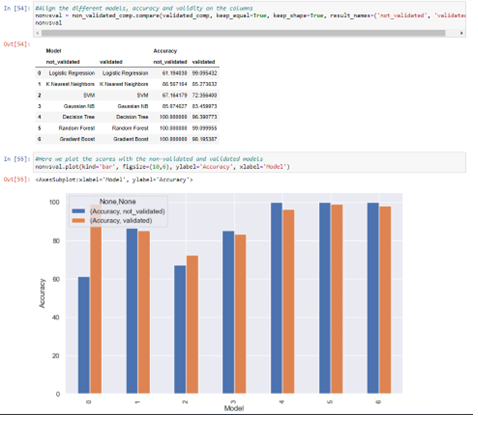 In [54]: #Align the different models, accuracy and validity on the columns
nonvsval = non_validated_comp.compare(validated_comp, keep_equal=True, keep_shape=True, result_names=('not_validated', 'validated
nonvsval
Out[54]:
Model Accuracy
not_validated validated not_validated validated
0 Logistic Regression Logistic Regression 61.194030 99.095432
1 K Nearest Neighbors K Nearest Neighbors 86.567164 85.273632
2 SVM SVM 67.164179 72.388400
3 Gaussian NB Gaussian NB 85.074627 83.459973
4 Decision Tree Decision Tree 100.000000 96.390773
5 Random Forest Random Forest 100.000000 99.099955
6 Gradient Boost Gradient Boost 100.000000 98.195387
In [55]: #Here we plot the scores with the non-validated and validated models
nonvsval.plot(kind='bar', figsize=(10,6), ylabel='Accuracy', xlabel='Model')
Out[55]: <AxesSubplot:xlabel='Model', ylabel='Accuracy'>
None,None
(Accuracy, not_validated)
(Accuracy, validated)
100
80
60
40
20
0
Accuracy
0 1 2 3 4 5 6
Model